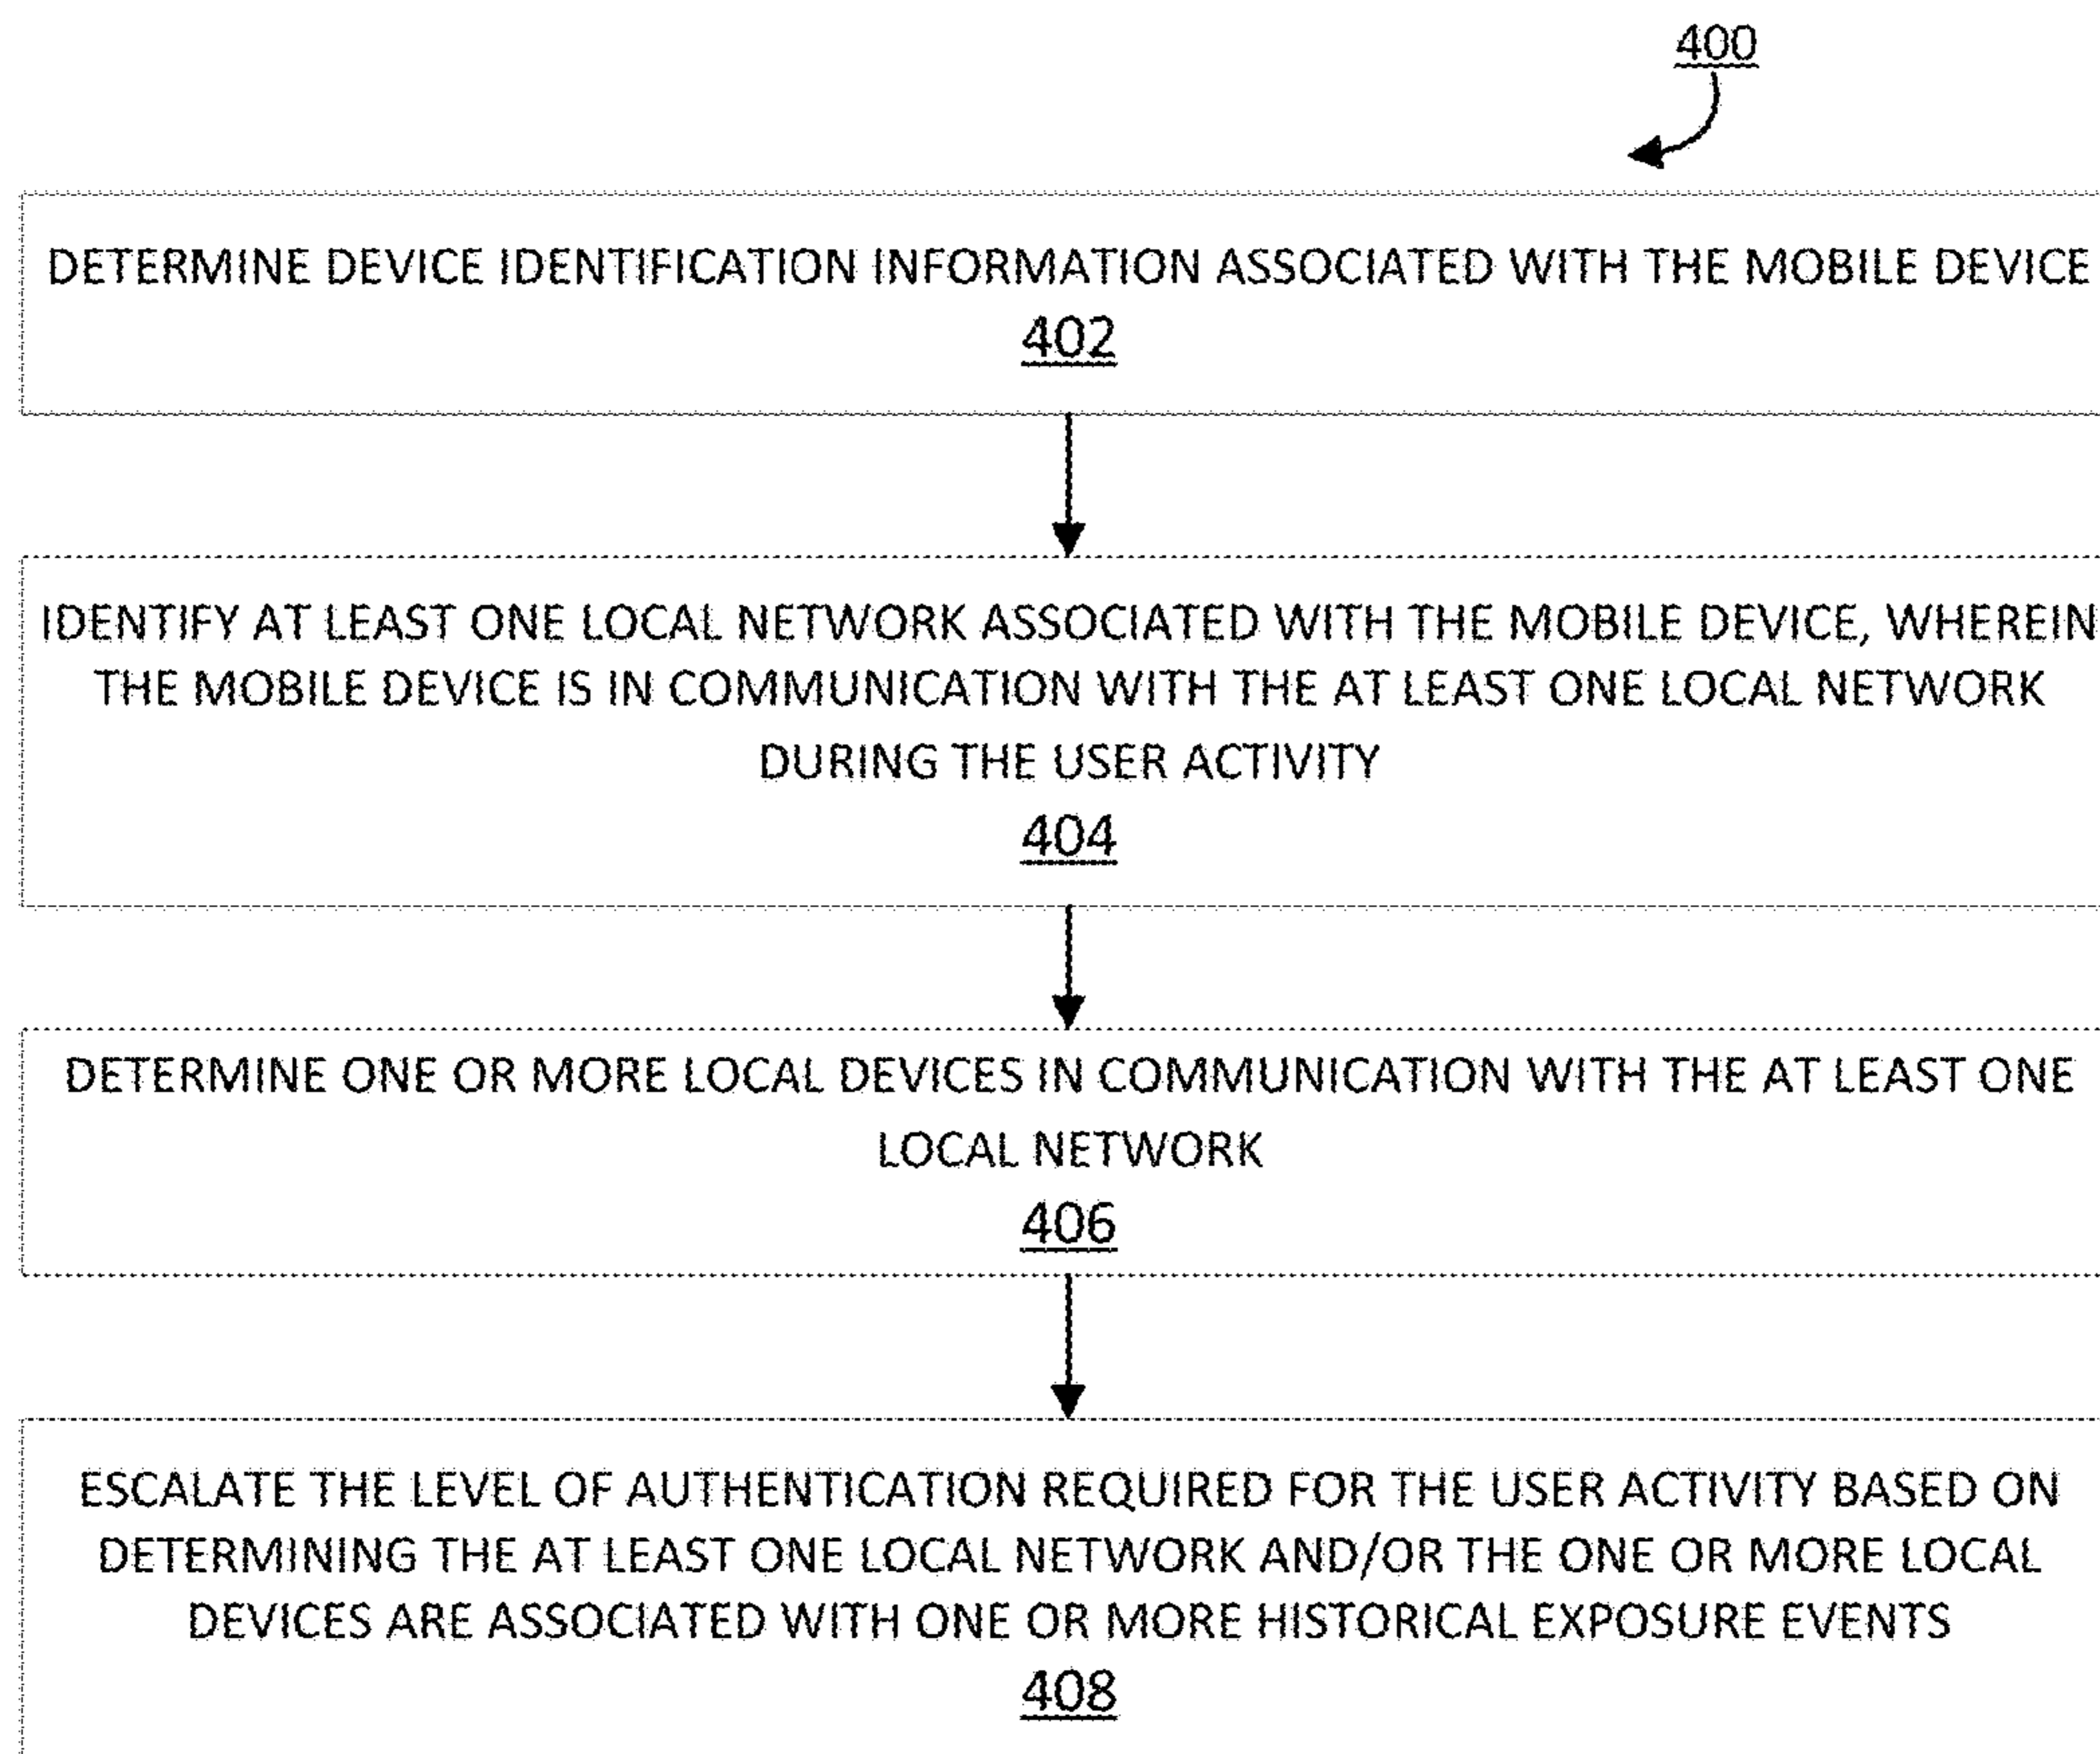 400
DETERMINE DEVICE IDENTIFICATION INFORMATION ASSOCIATED WITH THE MOBILE DEVICE
402
IDENTIFY AT LEAST ONE LOCAL NETWORK ASSOCIATED WITH THE MOBILE DEVICE, WHEREIN
THE MOBILE DEVICE IS IN COMMUNICATION WITH THE AT LEAST ONE LOCAL NETWORK
DURING THE USER ACTIVITY
404
DETERMINE ONE OR MORE LOCAL DEVICES IN COMMUNICATION WITH THE AT LEAST ONE
LOCAL NETWORK
406
ESCALATE THE LEVEL OF AUTHENTICATION REQUIRED FOR THE USER ACTIVITY BASED ON
DETERMINING THE AT LEAST ONE LOCAL NETWORK AND/OR THE ONE OR MORE LOCAL
DEVICES ARE ASSOCIATED WITH ONE OR MORE HISTORICAL EXPOSURE EVENTS
408